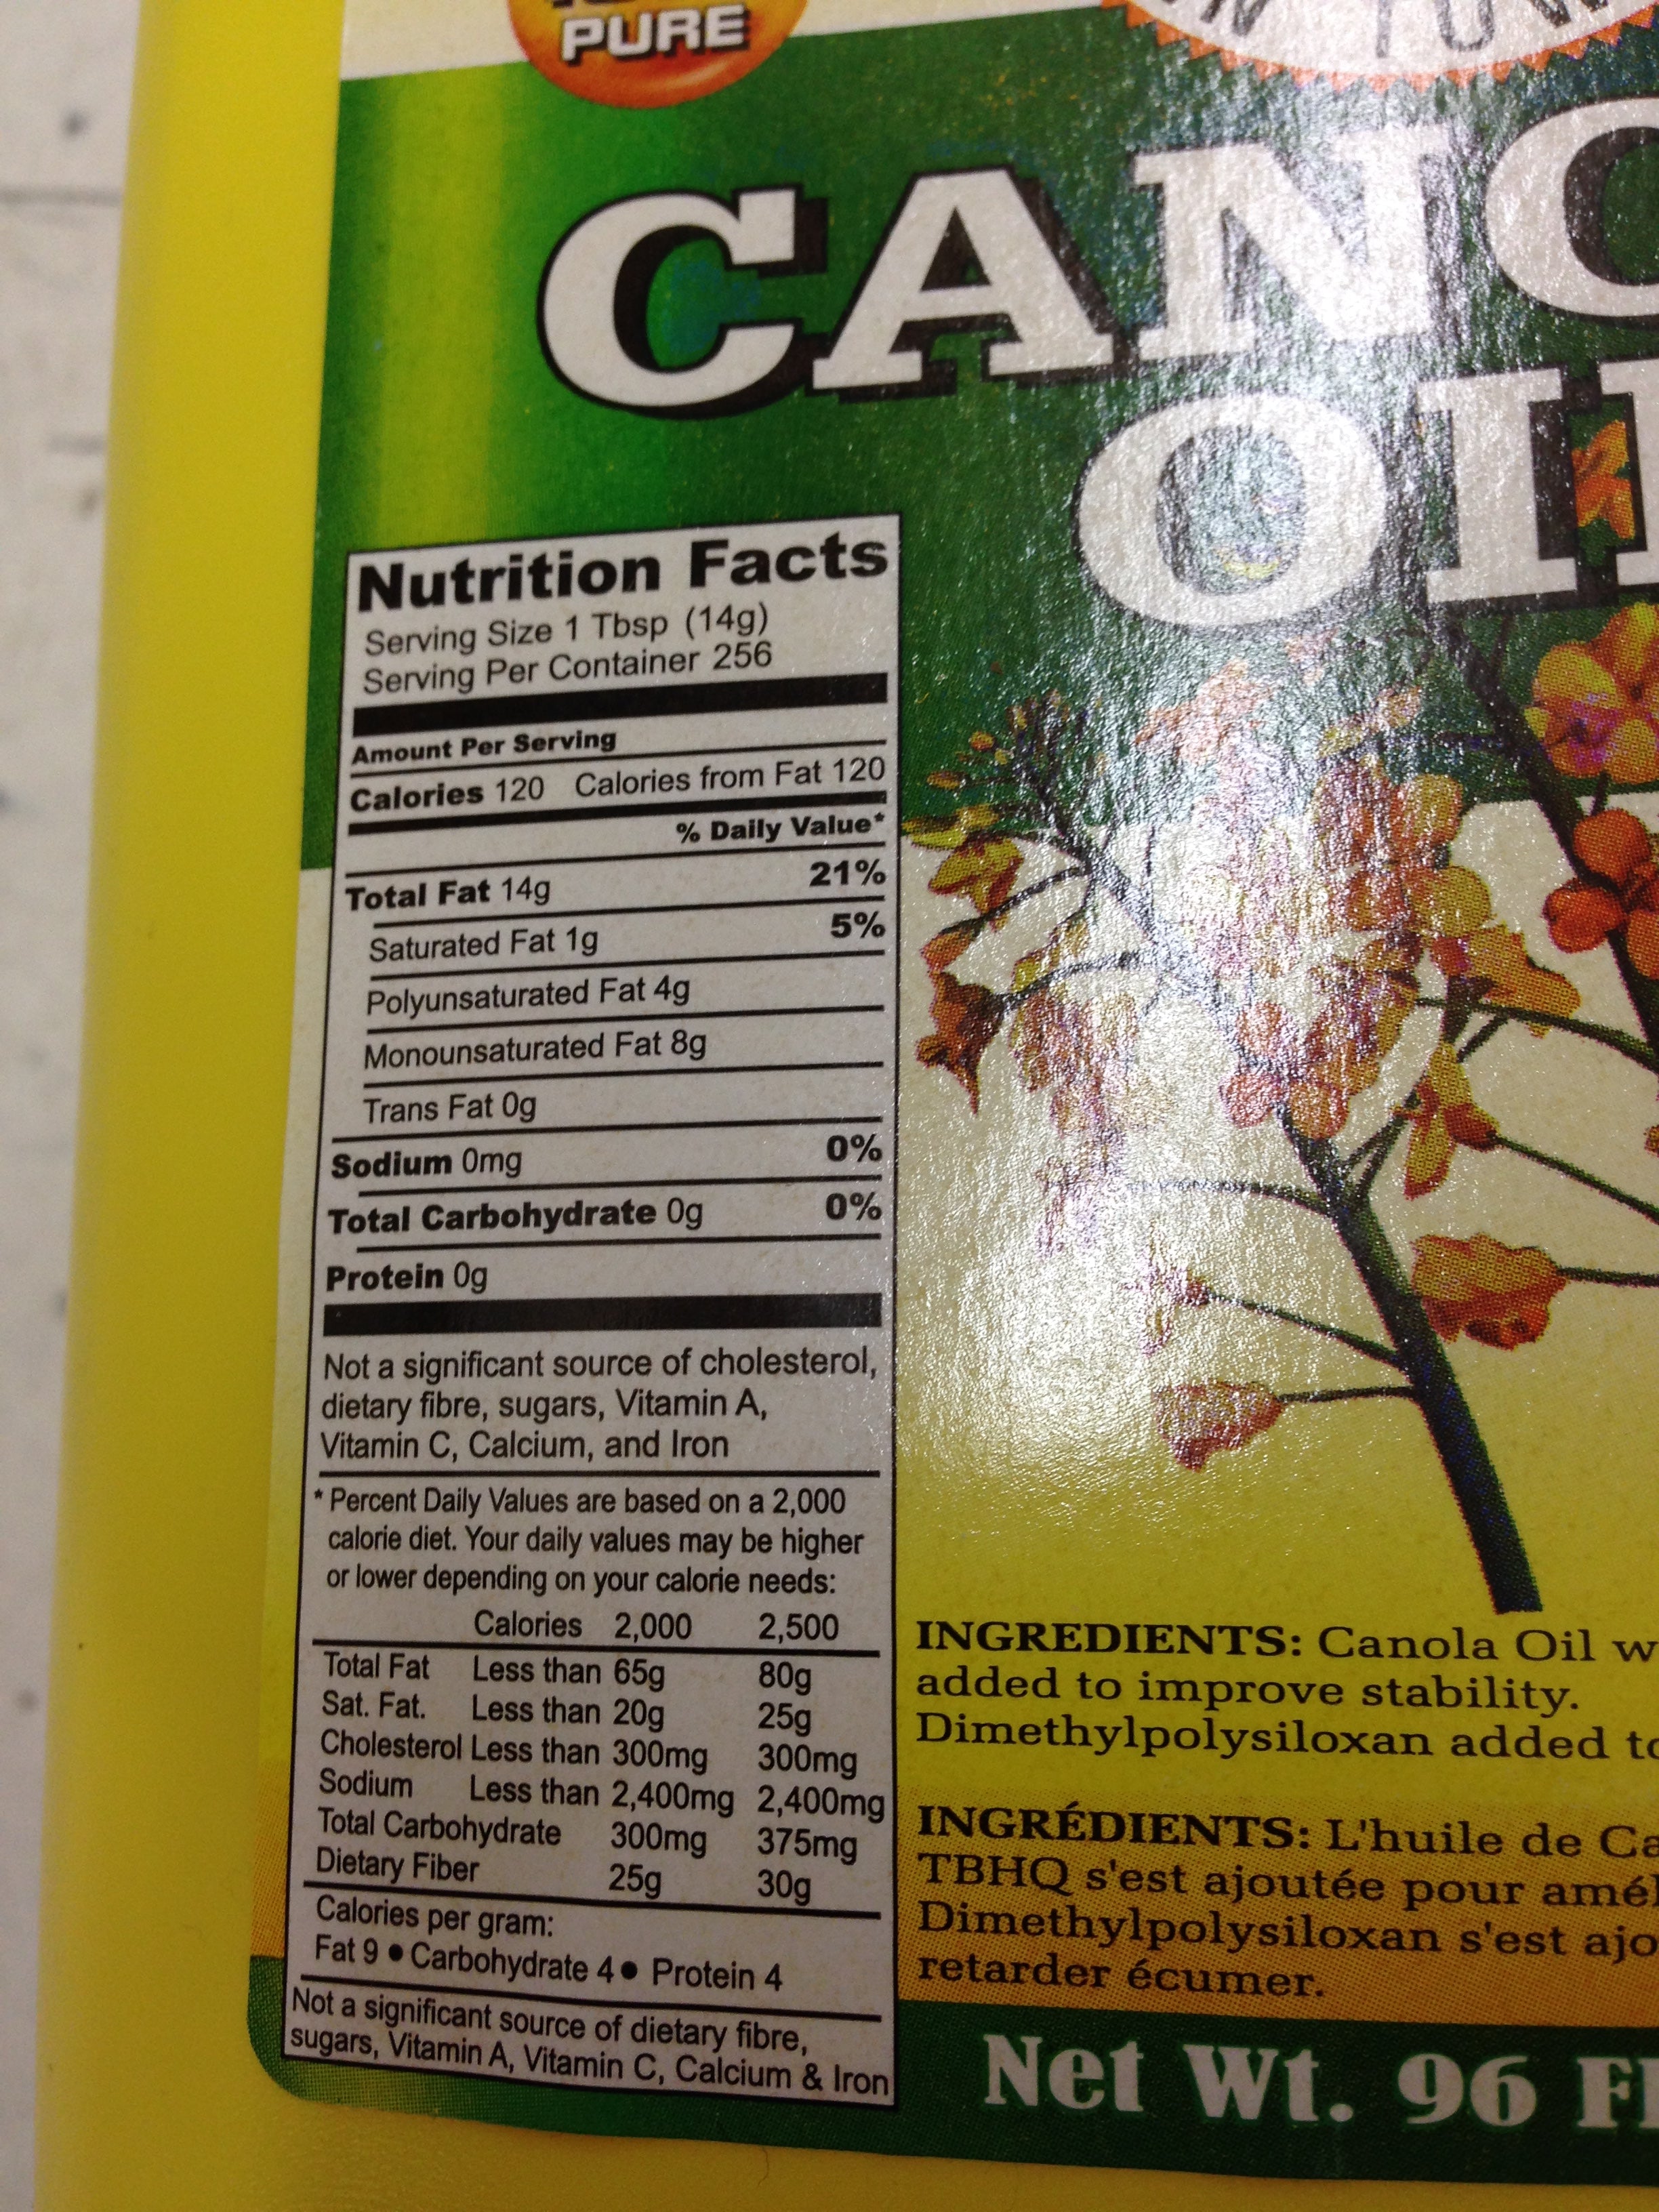 PURE
CANO
OIL
Nutrition Facts
Serving Size 1 Tbsp (14g)
Serving Per Container 256
Amount Per Serving
Calories 120 Calories from Fat 120
% Daily Value*
Total Fat 14g 21%
Saturated Fat 1g 5%
Polyunsaturated Fat 4g
Monounsaturated Fat 8g
Trans Fat 0g
Sodium 0mg 0%
Total Carbohydrate 0g 0%
Protein 0g
Not a significant source of cholesterol,
dietary fibre, sugars, Vitamin A,
Vitamin C, Calcium, and Iron
* Percent Daily Values are based on a 2,000
calorie diet. Your daily values may be higher
or lower depending on your calorie needs:
Calories 2,000 2,500
Total Fat Less than 65g 80g
Sat. Fat. Less than 20g 25g
Cholesterol Less than 300mg 300mg
Sodium Less than 2,400mg 2,400mg
Total Carbohydrate 300mg 375mg
Dietary Fiber 25g 30g
Calories per gram:
Fat 9 ● Carbohydrate 4 ● Protein 4
Not a significant source of dietary fibre,
sugars, Vitamin A, Vitamin C, Calcium & Iron
INGREDIENTS: Canola Oil w
added to improve stability.
Dimethylpolysiloxan added to
INGRÉDIENTS: L'huile de Ca
TBHQ s'est ajoutée pour amél
Dimethylpolysiloxan s'est ajo
retarder écumer.
Net Wt. 96 Fl